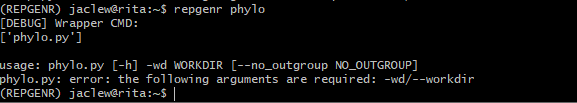 (REPGENR) jaclew@rita:~$ repgenr phylo
[DEBUG] Wrapper CMD:
['phylo.py']
usage: phylo.py [-h] -wd WORKDIR [--no_outgroup NO_OUTGROUP]
phylo.py: error: the following arguments are required: -wd/--workdir
(REPGENR) jaclew@rita:~$